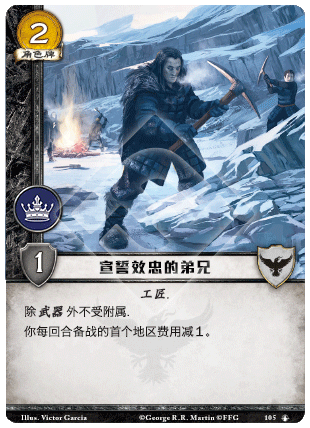 2
角色牌
1
宣誓效忠的弟兄
工匠.
除 武器 外不受附属.
你每回合备战的首个地区费用减1。
Illus. Victor Garcia ©George R.R. Martin ©FFG 105